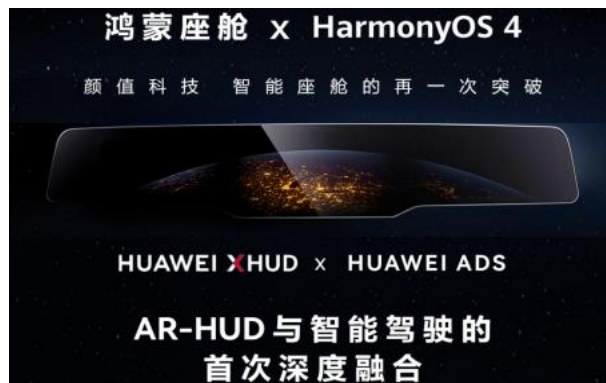 鸿蒙座舱 x HarmonyOS 4
颜值科技 智能座舱的再一次突破
HUAWEI XHUD x HUAWEI ADS
AR-HUD与智能驾驶的
首次深度融合